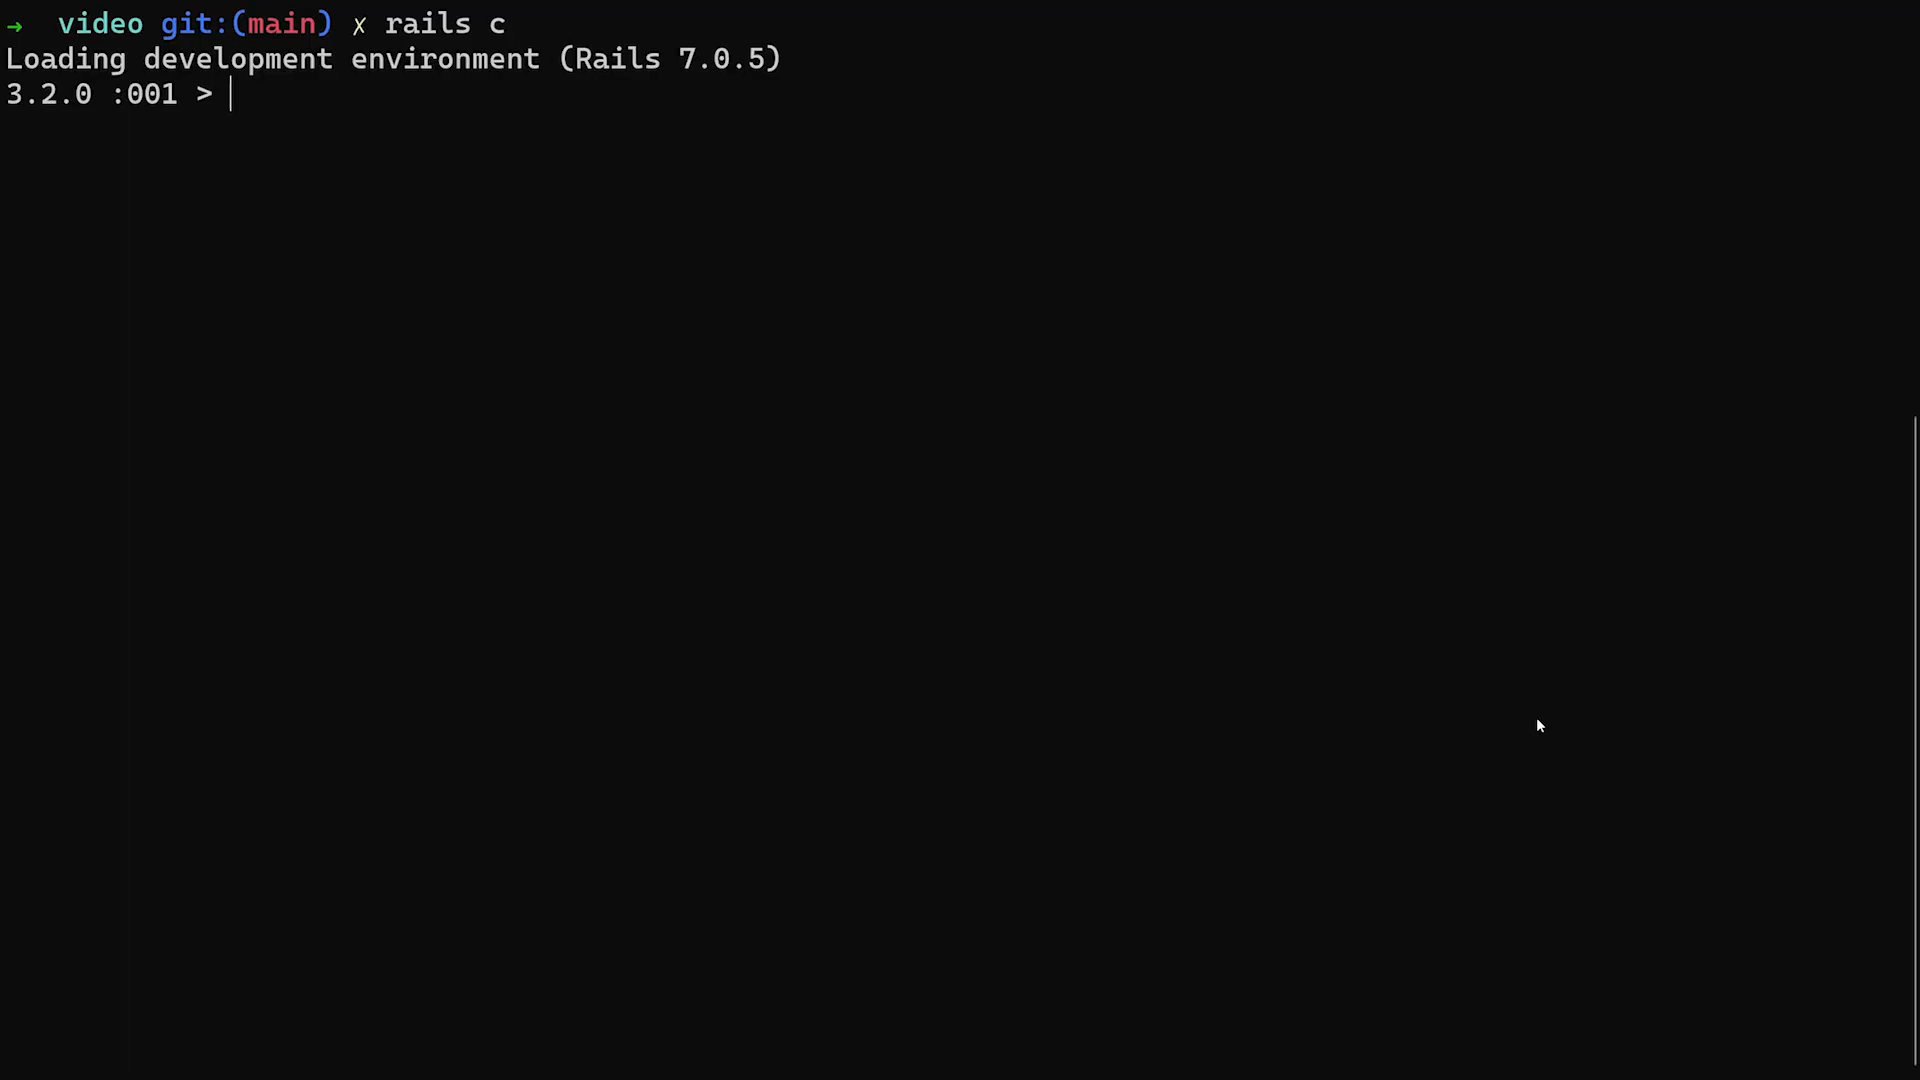 →  video git:(main) ✗ rails c
Loading development environment (Rails 7.0.5)
3.2.0 :001 >